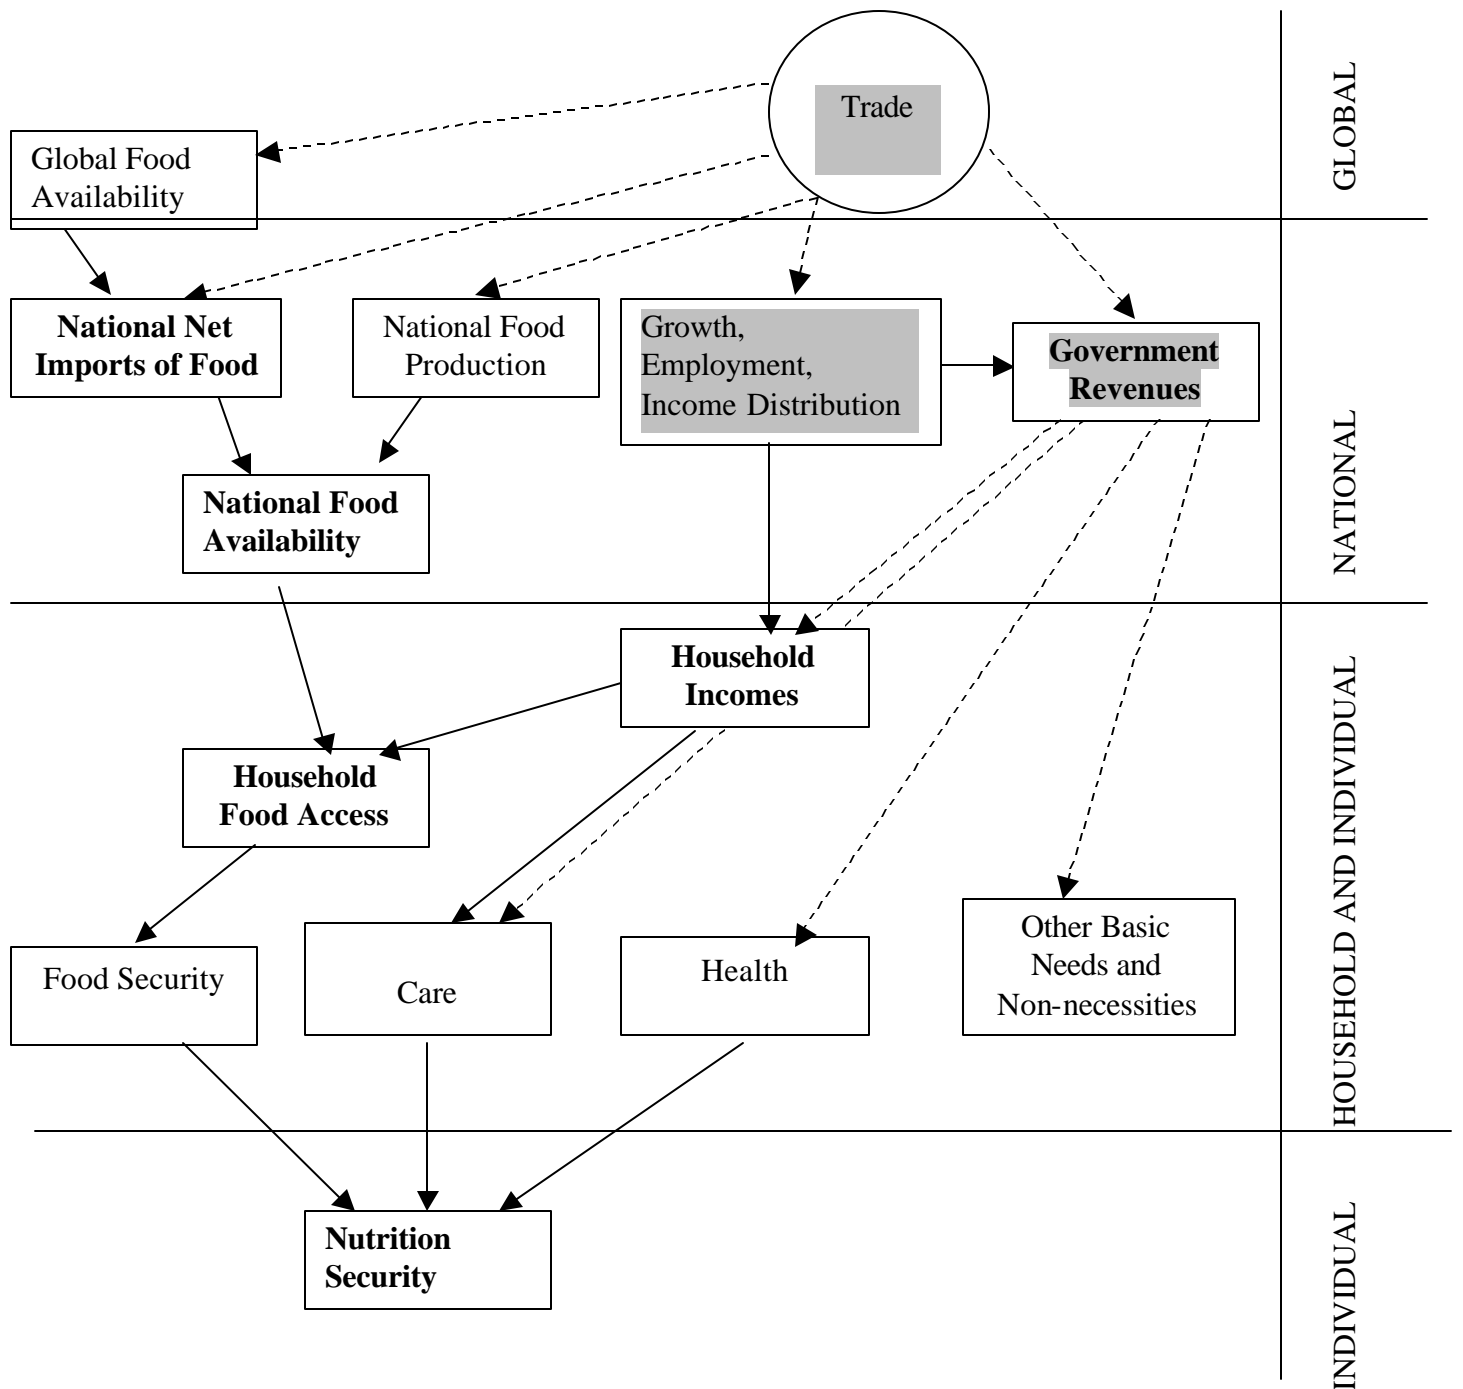 Trade
GLOBAL
Global Food
Availability
National Net
Imports of Food
National Food
Production
Growth,
Employment,
Income Distribution
Government
Revenues
NATIONAL
National Food
Availability
Household
Incomes
HOUSEHOLD AND INDIVIDUAL
Household
Food Access
Food Security
Care
Health
Other Basic
Needs and
Non-necessities
Nutrition
Security
INDIVIDUAL